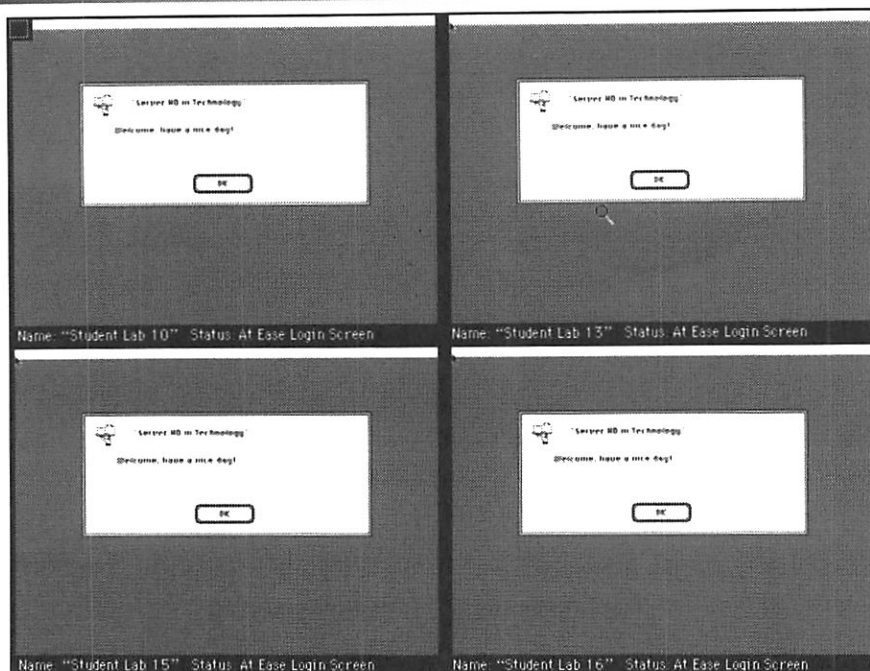 "Server HD in Technology"
Welcome, have a nice day!
OK
Name: "Student Lab 10" Status: At Ease Login Screen
"Server HD in Technology"
Welcome, have a nice day!
OK
Name: "Student Lab 13" Status: At Ease Login Screen
"Server HD in Technology"
Welcome, have a nice day!
OK
Name: "Student Lab 15" Status: At Ease Login Screen
"Server HD in Technology"
Welcome, have a nice day!
OK
Name: "Student Lab 16" Status: At Ease Login Screen